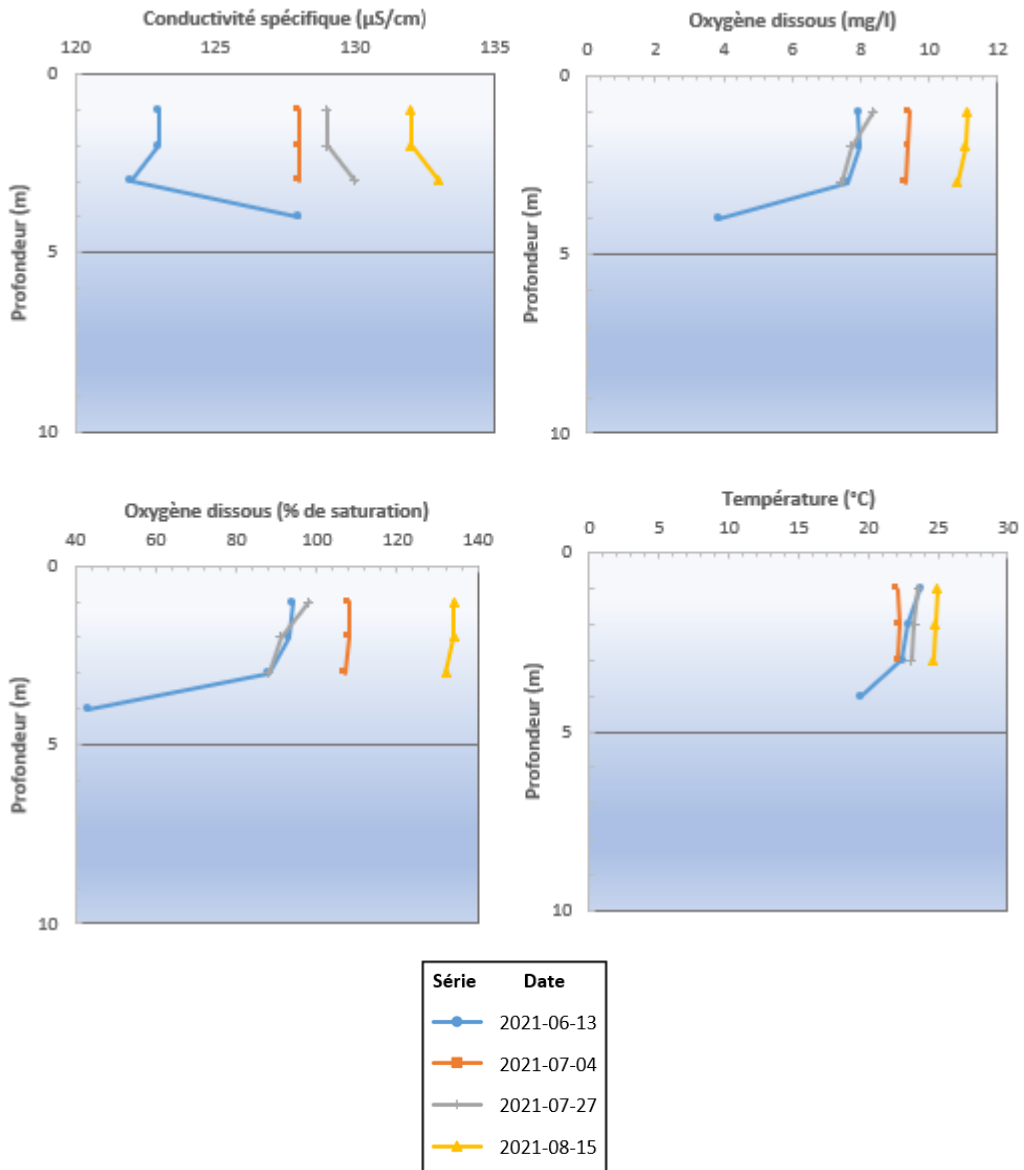 Conductivité spécifique (µS/cm)
120 125 130 135
0
5
10
Profondeur (m)
Oxygène dissous (mg/l)
0 2 4 6 8 10 12
0
5
10
Profondeur (m)
Oxygène dissous (% de saturation)
40 60 80 100 120 140
0
5
10
Profondeur (m)
Température (°C)
0 5 10 15 20 25 30
0
5
10
Profondeur (m)
Série Date
2021-06-13
2021-07-04
2021-07-27
2021-08-15